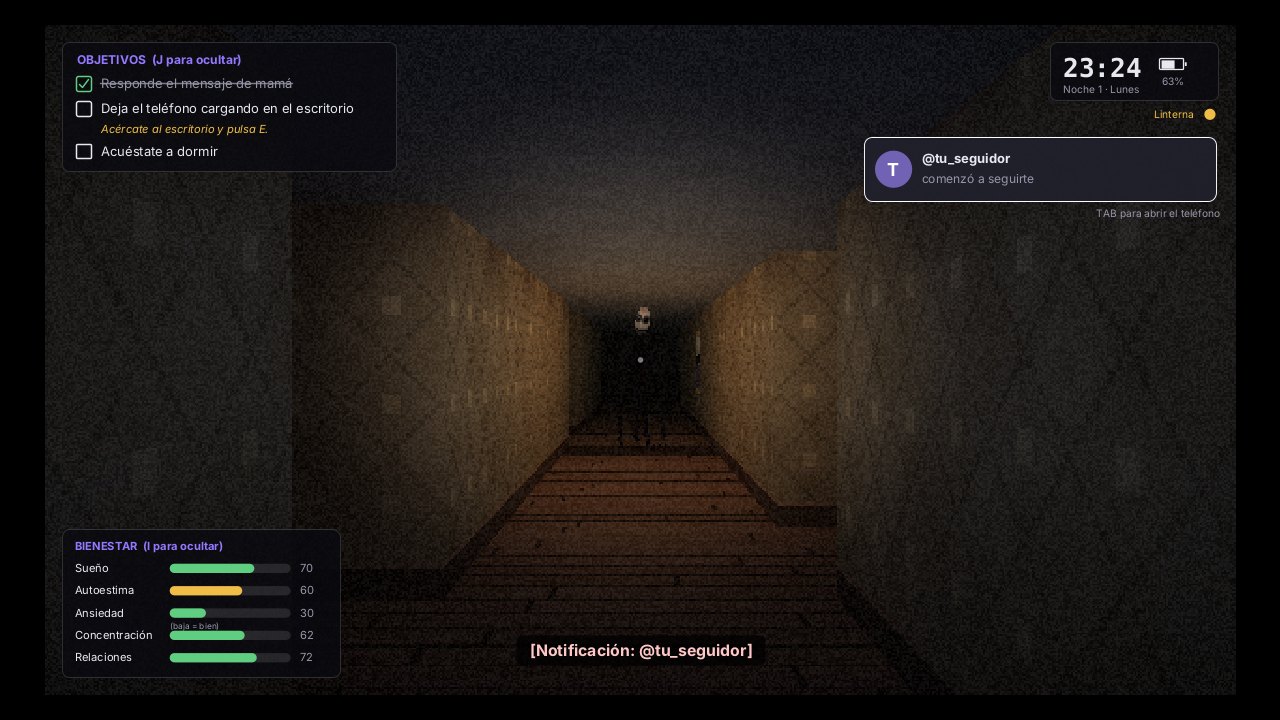 OBJETIVOS (J para ocultar)
Responde el mensaje de mamá
Deja el teléfono cargando en el escritorio
Acércate al escritorio y pulsa E.
Acuéstate a dormir
23:24
63%
Noche 1 · Lunes
Linterna
T
@tu_seguidor
comenzó a seguirte
TAB para abrir el teléfono
BIENESTAR (I para ocultar)
Sueño 70
Autoestima 60
Ansiedad 30
(baja = bien)
Concentración 62
Relaciones 72
[Notificación: @tu_seguidor]